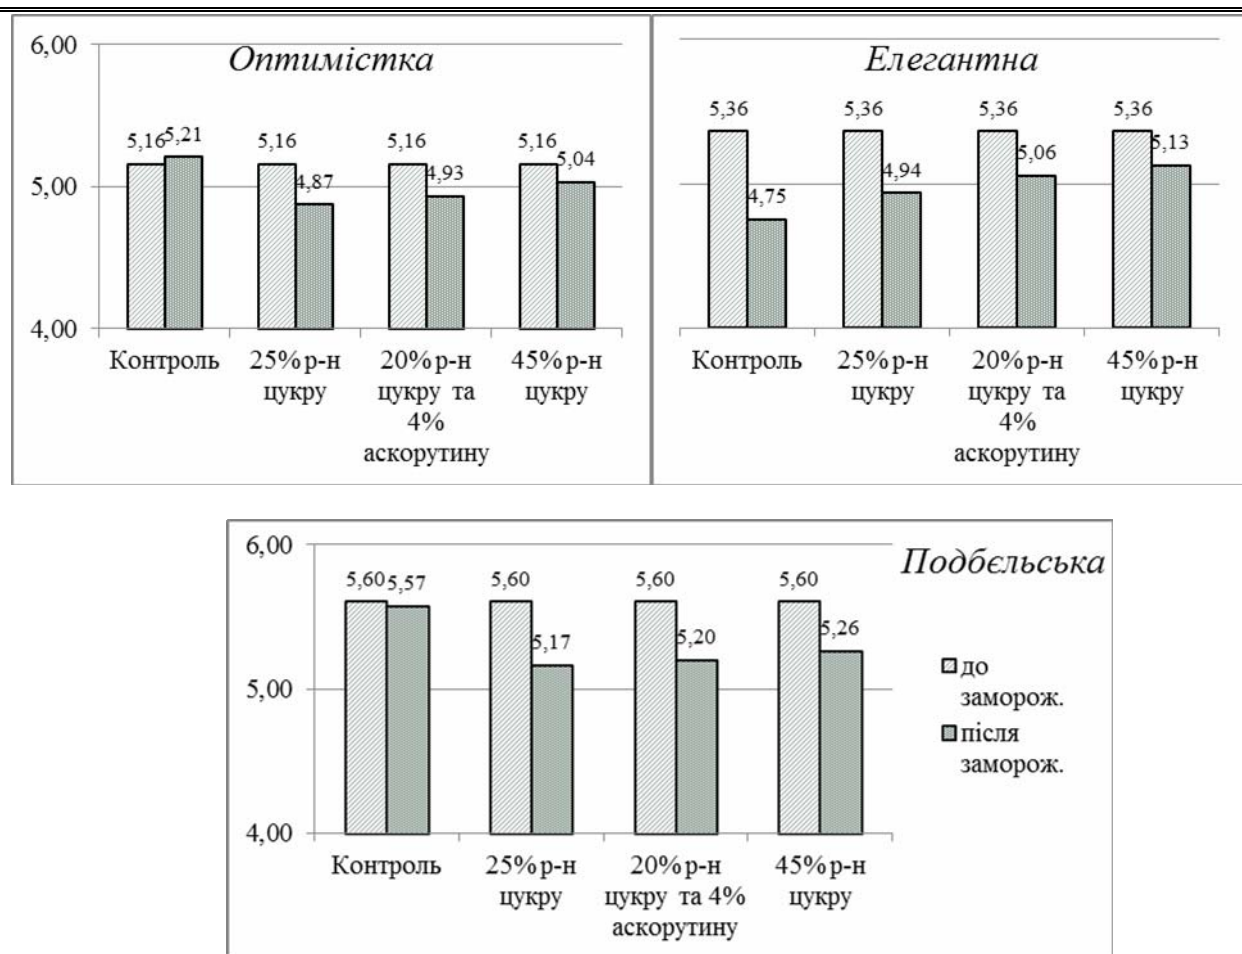 Оптимістка
6,00
5,16 5,21 5,16 4,87 5,16 4,93 5,16 5,04
5,00
4,00
Контроль 25% р-н 20% р-н 45% р-н
цукру цукру та цукру
4%
аскорутину
Елегантна
5,36 4,75 5,36 4,94 5,36 5,06 5,36 5,13
Контроль 25% р-н 20% р-н 45% р-н
цукру цукру та цукру
4%
аскорутину
Подбєльська
6,00
5,60 5,57 5,60 5,17 5,60 5,20 5,60 5,26
5,00
4,00
Контроль 25% р-н 20% р-н 45% р-н
цукру цукру та 4% цукру
аскорутину
до
заморож.
після
заморож.